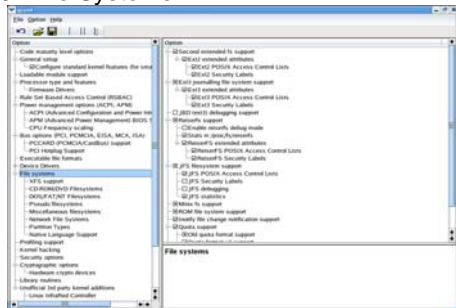 File Option Help
Option
Code maturity level options
General setup
Configure standard kernel features (for sma
Loadable module support
Processor type and features
Firmware Drivers
Rule Set Based Access Control (RSBAC)
Power management options (ACPI, APM)
ACPI (Advanced Configuration and Power Int
APM (Advanced Power Management) BIOS
CPU Frequency scaling
Bus options (PCI, PCMCIA, EISA, MCA, ISA)
PCCARD (PCMCIA/CardBus) support
PCI Hotplug Support
Executable file formats
Device Drivers
File systems
XFS support
CD-ROM/DVD Filesystems
DOS/FAT/NT Filesystems
Pseudo filesystems
Miscellaneous filesystems
Network File Systems
Partition Types
Native Language Support
Profiling support
Kernel hacking
Security options
Cryptographic options
Hardware crypto devices
Library routines
Unofficial 3rd party kernel additions
Linux InfraRed Controller
Option
Second extended fs support
Ext2 extended attributes
Ext2 POSIX Access Control Lists
Ext2 Security Labels
Ext3 journalling file system support
Ext3 extended attributes
Ext3 POSIX Access Control Lists
Ext3 Security Labels
JBD (ext3) debugging support
Reiserfs support
Enable reiserfs debug mode
Stats in /proc/fs/reiserfs
ReiserFS extended attributes
ReiserFS POSIX Access Control Lists
ReiserFS Security Labels
JFS filesystem support
JFS POSIX Access Control Lists
JFS Security Labels
JFS debugging
JFS statistics
Minix fs support
ROM file system support
Inotify file change notification support
Quota support
Old quota format support
File systems